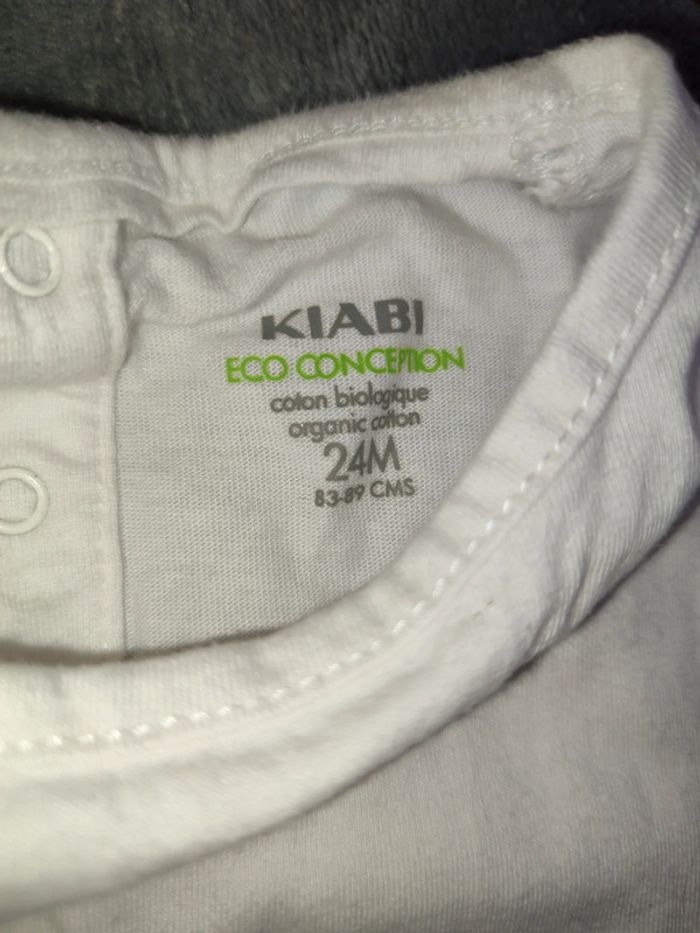 KIABI
ECO CONCEPTION
coton biologique
organic cotton
24M
83-89 CMS